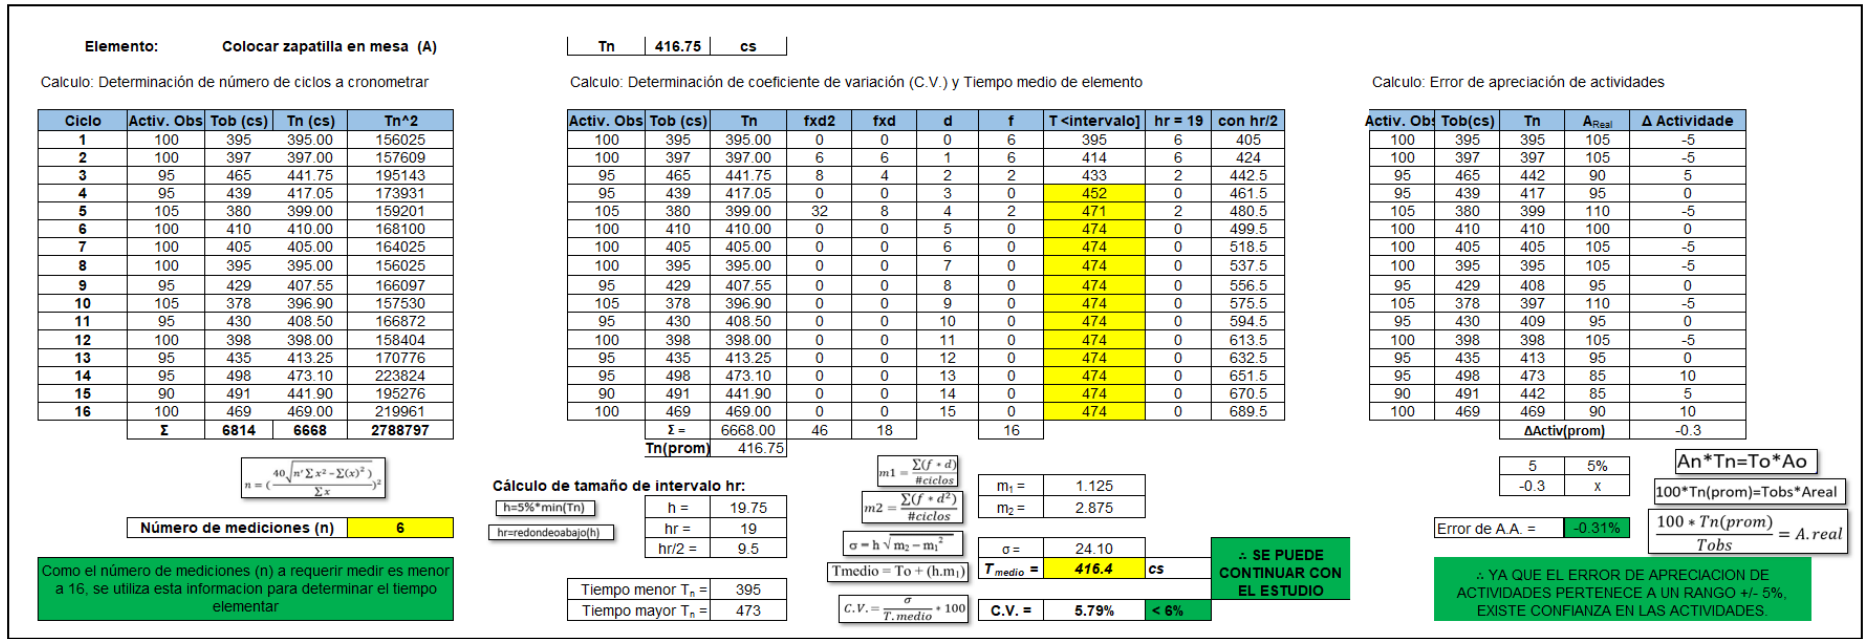 Elemento: Colocar zapatilla en mesa (A)
Tn 416.75 cs
Calculo: Determinación de número de ciclos a cronometrar
Ciclo Activ. Obs Tob (cs) Tn (cs) Tn^2
1 100 395 395.00 156025
2 100 397 397.00 157609
3 95 465 441.75 195143
4 95 439 417.05 173931
5 105 380 399.00 159201
6 100 410 410.00 168100
7 100 405 405.00 164025
8 100 395 395.00 156025
9 95 429 407.55 166097
10 105 378 396.90 157530
11 95 430 408.50 166872
12 100 398 398.00 158404
13 95 435 413.25 170776
14 95 498 473.10 223824
15 90 491 441.90 195276
16 100 469 469.00 219961
Σ 6814 6668 2788797
n = ( 40√n'Σx² − Σ(x)² ) / Σx )²
Número de mediciones (n) 6
Como el número de mediciones (n) a requerir medir es menor
a 16, se utiliza esta informacion para determinar el tiempo
elementar
Calculo: Determinación de coeficiente de variación (C.V.) y Tiempo medio de elemento
Activ. Obs Tob (cs) Tn fxd2 fxd d f T <intervalo] hr = 19 con hr/2
100 395 395.00 0 0 0 6 395 6 405
100 397 397.00 6 6 1 6 414 6 424
95 465 441.75 8 4 2 2 433 2 442.5
95 439 417.05 0 0 3 0 452 0 461.5
105 380 399.00 32 8 4 2 471 2 480.5
100 410 410.00 0 0 5 0 474 0 499.5
100 405 405.00 0 0 6 0 474 0 518.5
100 395 395.00 0 0 7 0 474 0 537.5
95 429 407.55 0 0 8 0 474 0 556.5
105 378 396.90 0 0 9 0 474 0 575.5
95 430 408.50 0 0 10 0 474 0 594.5
100 398 398.00 0 0 11 0 474 0 613.5
95 435 413.25 0 0 12 0 474 0 632.5
95 498 473.10 0 0 13 0 474 0 651.5
90 491 441.90 0 0 14 0 474 0 670.5
100 469 469.00 0 0 15 0 474 0 689.5
Σ = 6668.00 46 18 16
Tn(prom) 416.75
Cálculo de tamaño de intervalo hr:
h=5%*min(Tn) h = 19.75
hr=redondeoabajo(h) hr = 19
hr/2 = 9.5
Tiempo menor Tn = 395
Tiempo mayor Tn = 473
m1 = Σ(f * d) / #ciclos
m2 = Σ(f * d²) / #ciclos
σ = h √m₂ − m₁²
Tmedio = To + (h.m₁)
C.V. = σ / T.medio * 100
m₁ = 1.125
m₂ = 2.875
σ = 24.10
Tmedio = 416.4 cs
C.V. = 5.79% < 6%
∴ SE PUEDE
CONTINUAR CON
EL ESTUDIO
Calculo: Error de apreciación de actividades
Activ. Obs Tob(cs) Tn AReal Δ Actividade
100 395 395 105 -5
100 397 397 105 -5
95 465 442 90 5
95 439 417 95 0
105 380 399 110 -5
100 410 410 100 0
100 405 405 105 -5
100 395 395 105 -5
95 429 408 95 0
105 378 397 110 -5
95 430 409 95 0
100 398 398 105 -5
95 435 413 95 0
95 498 473 85 10
90 491 442 85 5
100 469 469 90 10
ΔActiv(prom) -0.3
5 5%
-0.3 x
Error de A.A. = -0.31%
An*Tn=To*Ao
100*Tn(prom)=Tobs*Areal
100 * Tn(prom) / Tobs = A.real
∴ YA QUE EL ERROR DE APRECIACION DE
ACTIVIDADES PERTENECE A UN RANGO +/- 5%,
EXISTE CONFIANZA EN LAS ACTIVIDADES.